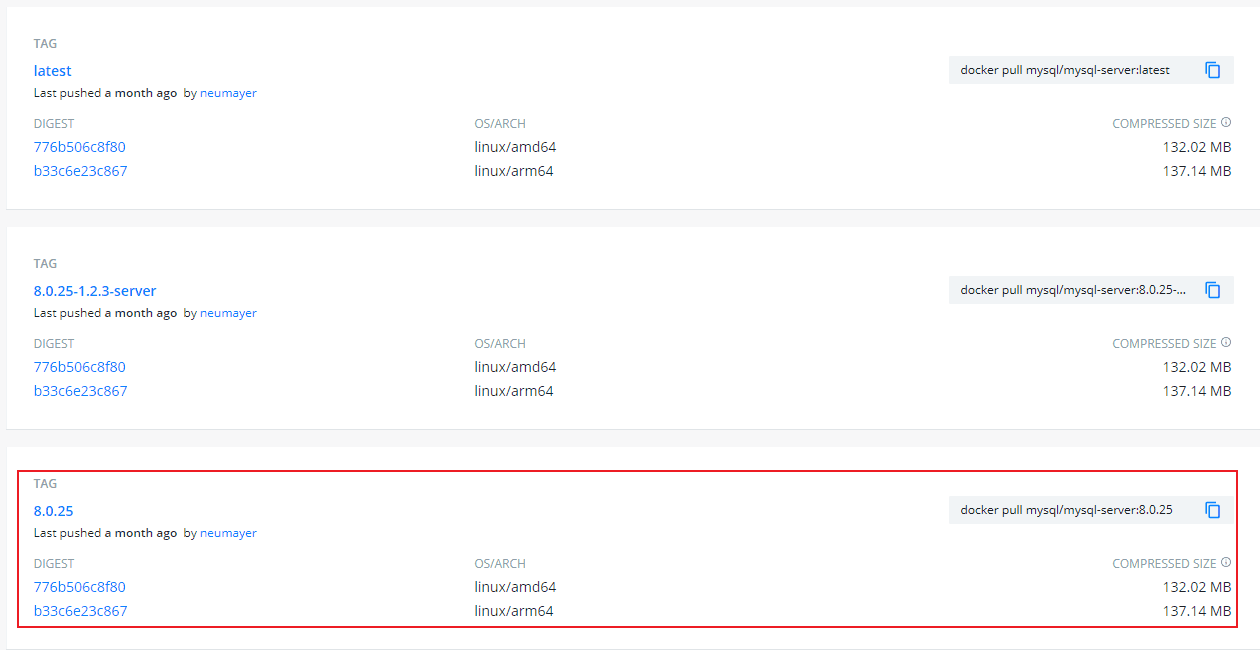 TAG
latest
docker pull mysql/mysql-server:latest
Last pushed a month ago by neumayer
DIGEST OS/ARCH COMPRESSED SIZE
776b506c8f80 linux/amd64 132.02 MB
b33c6e23c867 linux/arm64 137.14 MB
TAG
8.0.25-1.2.3-server
docker pull mysql/mysql-server:8.0.25-...
Last pushed a month ago by neumayer
DIGEST OS/ARCH COMPRESSED SIZE
776b506c8f80 linux/amd64 132.02 MB
b33c6e23c867 linux/arm64 137.14 MB
TAG
8.0.25
docker pull mysql/mysql-server:8.0.25
Last pushed a month ago by neumayer
DIGEST OS/ARCH COMPRESSED SIZE
776b506c8f80 linux/amd64 132.02 MB
b33c6e23c867 linux/arm64 137.14 MB